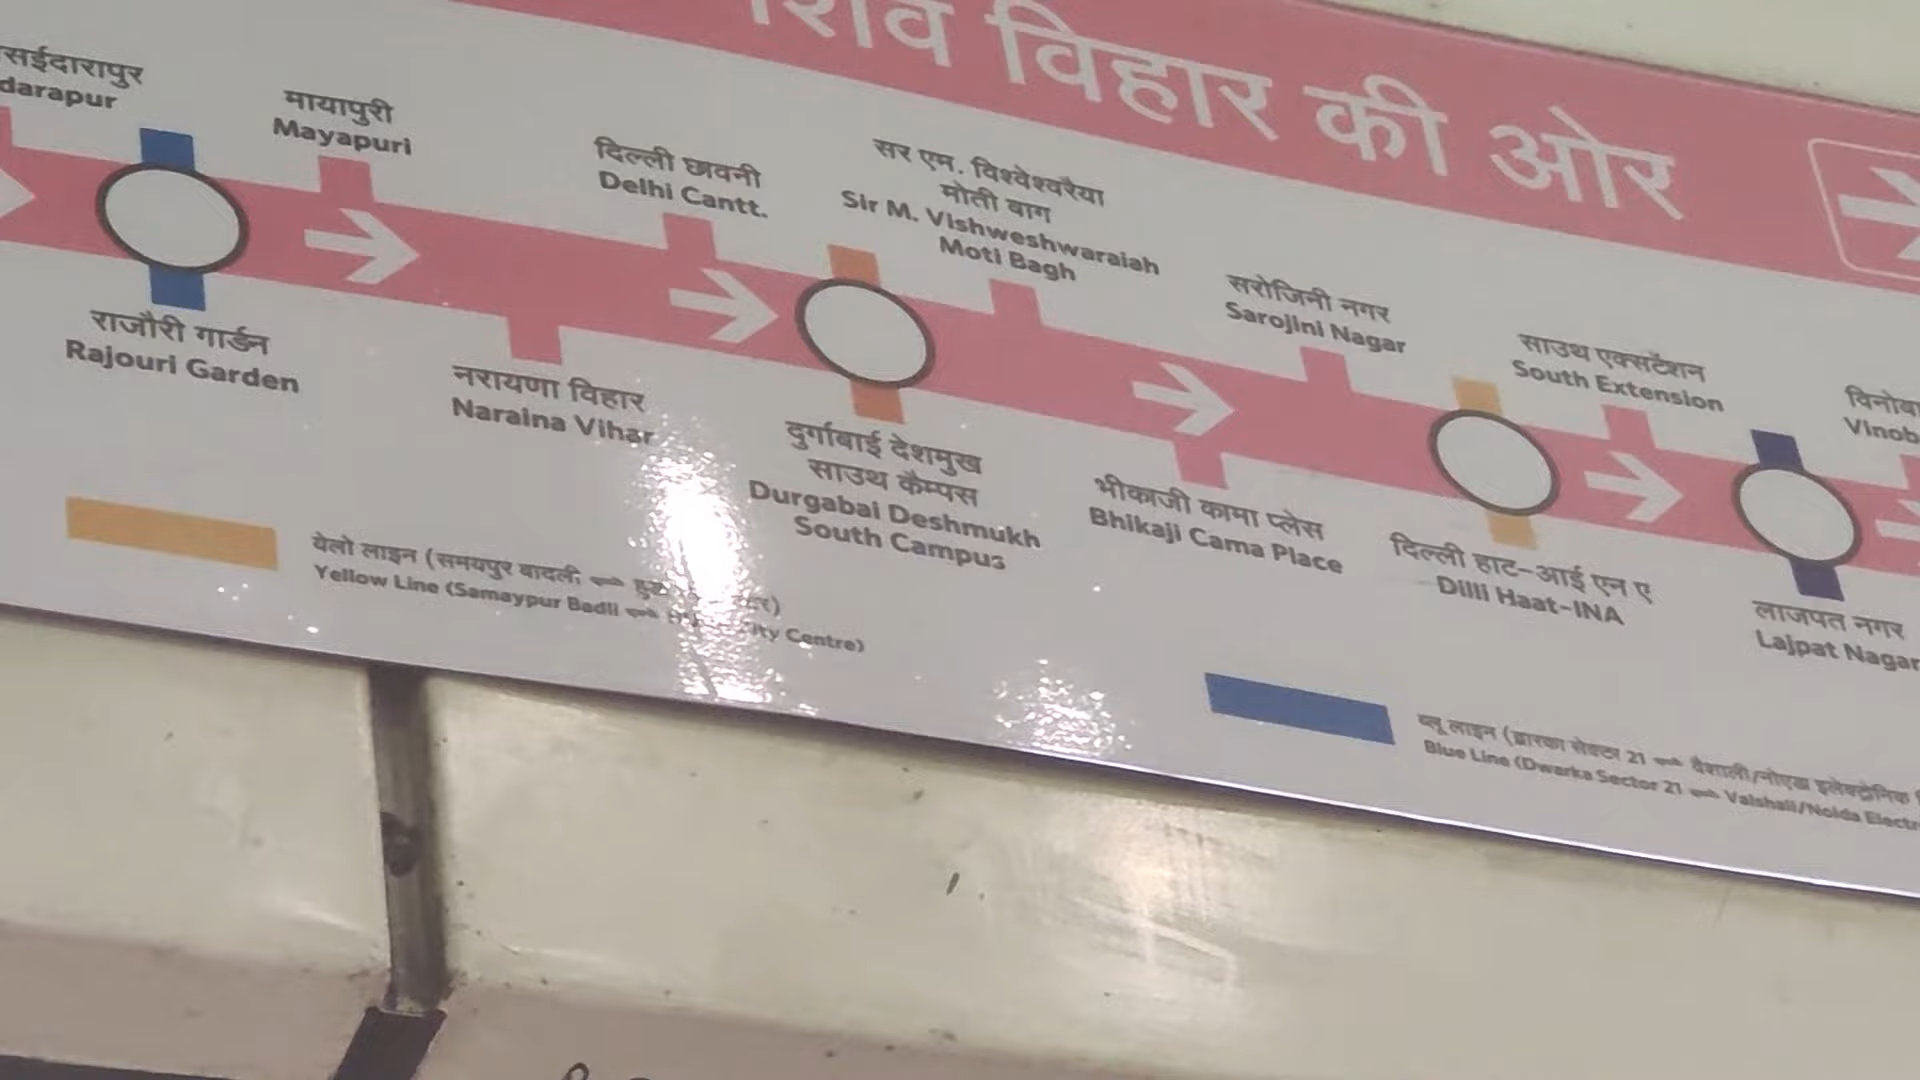 शिव विहार की ओर
सईदारापुर
darapur
मायापुरी
Mayapuri
दिल्ली छावनी
Delhi Cantt.
सर एम. विश्वेश्वरैया
मोती बाग
Sir M. Vishweshwaraiah
Moti Bagh
सरोजिनी नगर
Sarojini Nagar
साउथ एक्सटेंशन
South Extension
विनोबा
Vinob
राजौरी गार्डन
Rajouri Garden
नरायणा विहार
Naraina Vihar
दुर्गाबाई देशमुख
साउथ कैम्पस
Durgabai Deshmukh
South Campus
भीकाजी कामा प्लेस
Bhikaji Cama Place
दिल्ली हाट-आई एन ए
Dilli Haat-INA
लाजपत नगर
Lajpat Nagar
येलो लाइन (समयपुर बादली ⇌
Yellow Line (Samaypur Badli ⇌ City Centre)
ब्लू लाइन (द्वारका सेक्टर 21 ⇌ वैशाली/नोएडा इलेक्ट्रॉनिक
Blue Line (Dwarka Sector 21 ⇌ Vaishali/Noida Electr